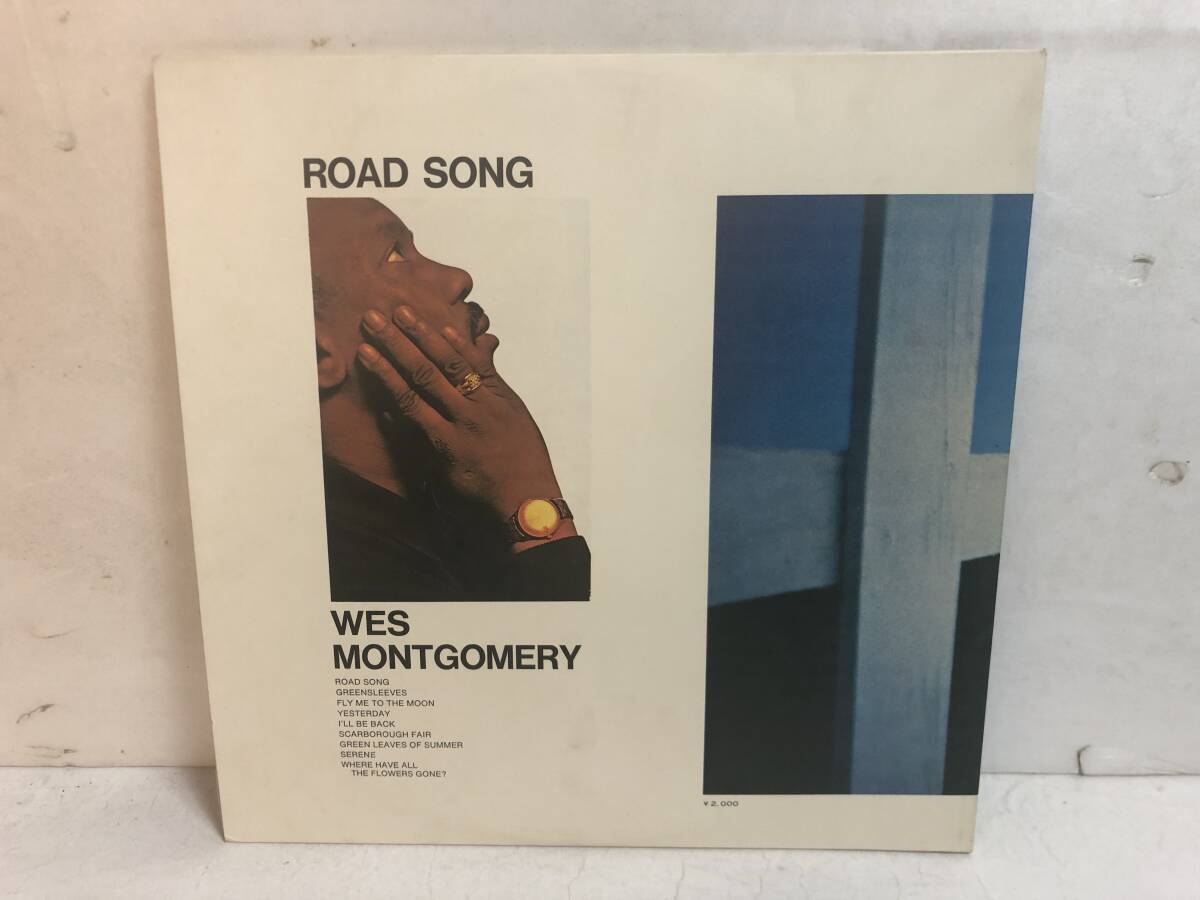 ROAD SONG
WES
MONTGOMERY
ROAD SONG
GREENSLEEVES
FLY ME TO THE MOON
YESTERDAY
I'LL BE BACK
SCARBOROUGH FAIR
GREEN LEAVES OF SUMMER
SERENE
WHERE HAVE ALL
THE FLOWERS GONE?
¥2,000